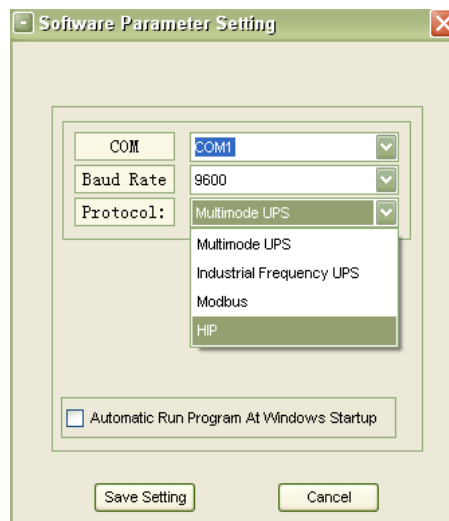 Software Parameter Setting
COM COM1
Baud Rate 9600
Protocol: Multimode UPS
Multimode UPS
Industrial Frequency UPS
Modbus
HIP
Automatic Run Program At Windows Startup
Save Setting Cancel